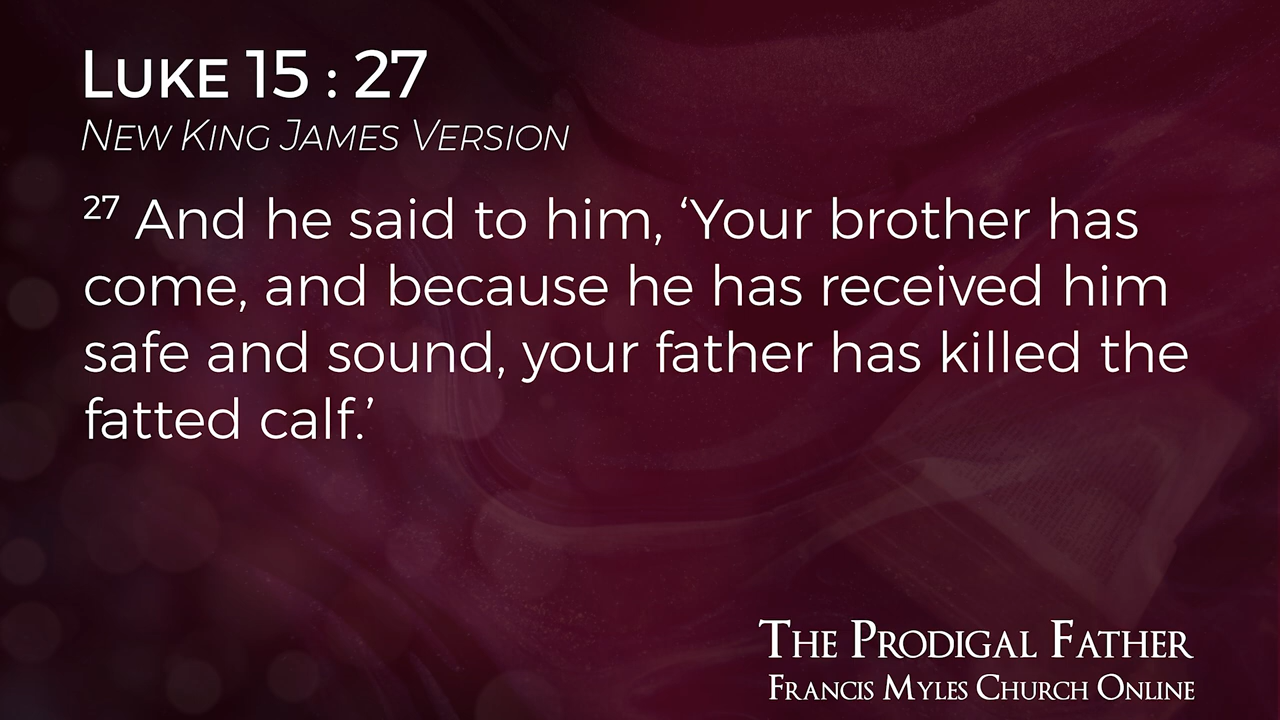 LUKE 15 : 27
NEW KING JAMES VERSION
27 And he said to him, ‘Your brother has
come, and because he has received him
safe and sound, your father has killed the
fatted calf.’
THE PRODIGAL FATHER
FRANCIS MYLES CHURCH ONLINE